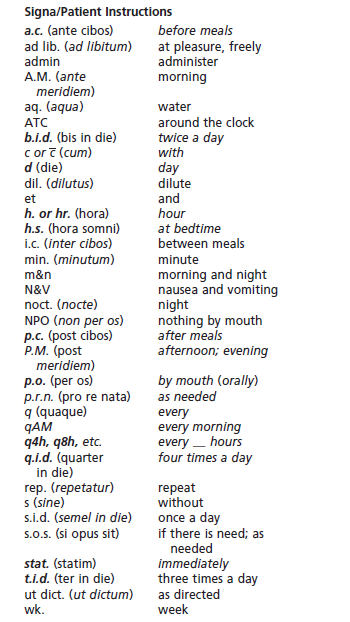 Signa/Patient Instructions
a.c. (ante cibos) before meals
ad lib. (ad libitum) at pleasure, freely
admin administer
A.M. (ante morning
meridiem)
aq. (aqua) water
ATC around the clock
b.i.d. (bis in die) twice a day
c or c̅ (cum) with
d (die) day
dil. (dilutus) dilute
et and
h. or hr. (hora) hour
h.s. (hora somni) at bedtime
i.c. (inter cibos) between meals
min. (minutum) minute
m&n morning and night
N&V nausea and vomiting
noct. (nocte) night
NPO (non per os) nothing by mouth
p.c. (post cibos) after meals
P.M. (post afternoon; evening
meridiem)
p.o. (per os) by mouth (orally)
p.r.n. (pro re nata) as needed
q (quaque) every
qAM every morning
q4h, q8h, etc. every __ hours
q.i.d. (quarter four times a day
in die)
rep. (repetatur) repeat
s (sine) without
s.i.d. (semel in die) once a day
s.o.s. (si opus sit) if there is need; as
needed
stat. (statim) immediately
t.i.d. (ter in die) three times a day
ut dict. (ut dictum) as directed
wk. week